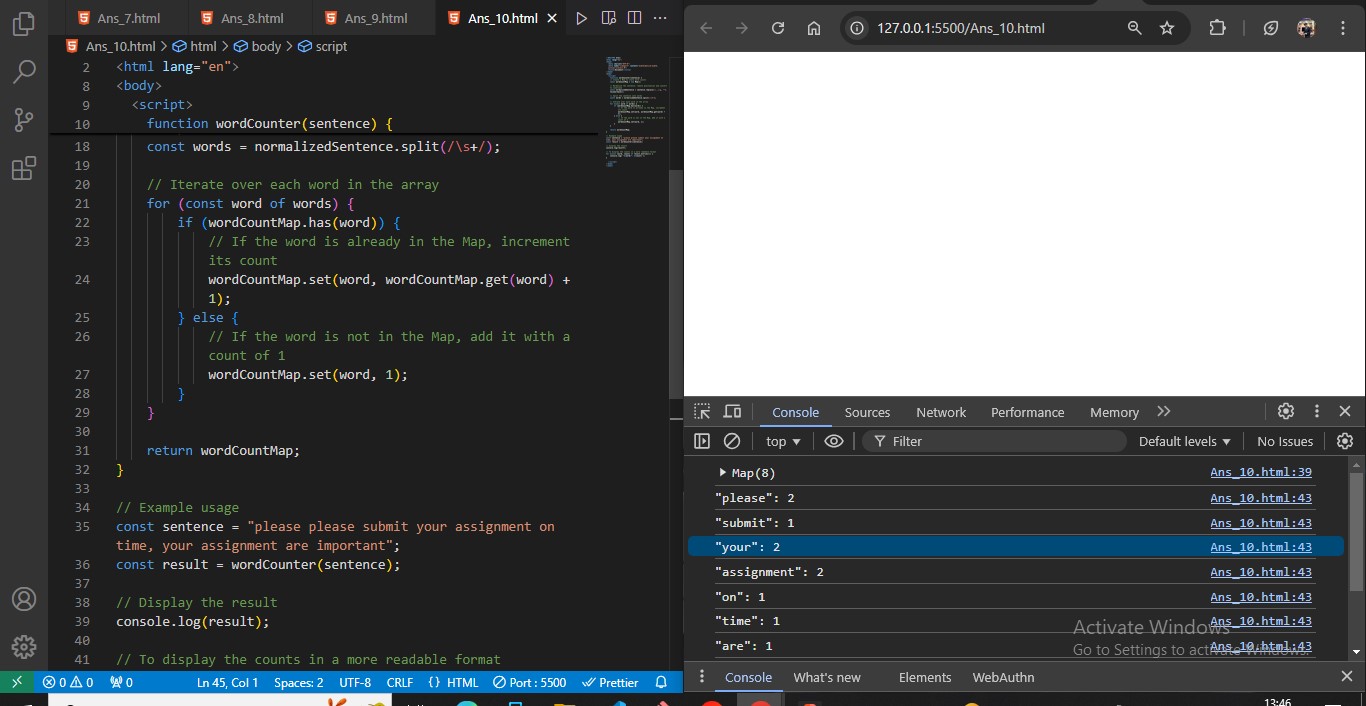 Ans_7.html Ans_8.html Ans_9.html Ans_10.html
Ans_10.html > html > body > script
2 <html lang="en">
8 <body>
9 <script>
10 function wordCounter(sentence) {
18 const words = normalizedSentence.split(/\s+/);
19
20 // Iterate over each word in the array
21 for (const word of words) {
22 if (wordCountMap.has(word)) {
23 // If the word is already in the Map, increment
its count
24 wordCountMap.set(word, wordCountMap.get(word) +
1);
25 } else {
26 // If the word is not in the Map, add it with a
count of 1
27 wordCountMap.set(word, 1);
28 }
29 }
30
31 return wordCountMap;
32 }
33
34 // Example usage
35 const sentence = "please please submit your assignment on
time, your assignment are important";
36 const result = wordCounter(sentence);
37
38 // Display the result
39 console.log(result);
40
41 // To display the counts in a more readable format
0 0 0 Ln 45, Col 1 Spaces: 2 UTF-8 CRLF {} HTML Port : 5500 Prettier
127.0.0.1:5500/Ans_10.html
Console Sources Network Performance Memory
top Filter Default levels No Issues
Map(8) Ans_10.html:39
"please": 2 Ans_10.html:43
"submit": 1 Ans_10.html:43
"your": 2 Ans_10.html:43
"assignment": 2 Ans_10.html:43
"on": 1 Ans_10.html:43
"time": 1 Ans_10.html:43
"are": 1 Ans_10.html:43
Activate Windows
Go to Settings to activate Windows.
Console What's new Elements WebAuthn
13:46